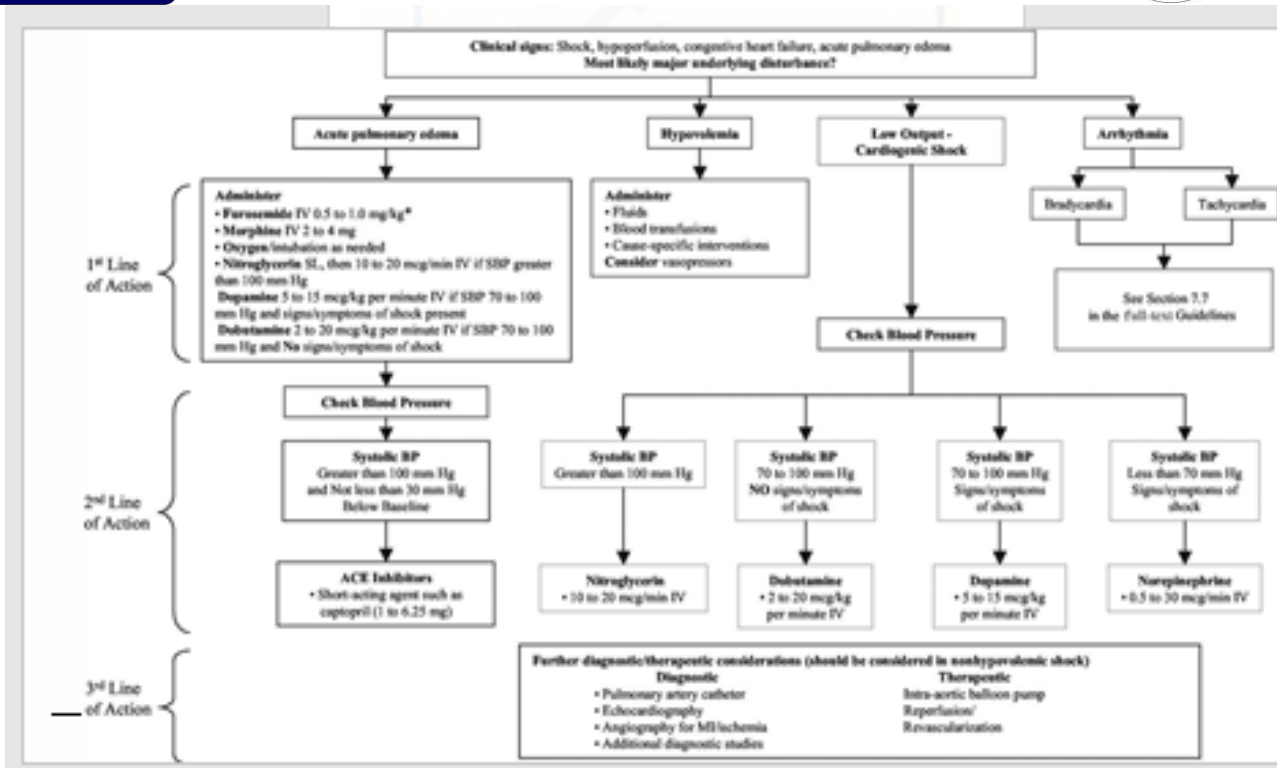 Clinical signs: Shock, hypoperfusion, congestive heart failure, acute pulmonary edema
Most likely major underlying disturbance?
Acute pulmonary edema
Hypovolemia
Low Output -
Cardiogenic Shock
Arrhythmia
Bradycardia
Tachycardia
1st Line
of Action
Administer
• Furosemide IV 0.5 to 1.0 mg/kg*
• Morphine IV 2 to 4 mg
• Oxygen/intubation as needed
• Nitroglycerin SL, then 10 to 20 mcg/min IV if SBP greater
than 100 mm Hg
Dopamine 5 to 15 mcg/kg per minute IV if SBP 70 to 100
mm Hg and signs/symptoms of shock present
Dobutamine 2 to 20 mcg/kg per minute IV if SBP 70 to 100
mm Hg and No signs/symptoms of shock
Administer
• Fluids
• Blood transfusions
• Cause-specific interventions
Consider vasopressors
See Section 7.7
in the full-text Guidelines
Check Blood Pressure
2nd Line
of Action
Check Blood Pressure
Systolic BP
Greater than 100 mm Hg
and Not less than 30 mm Hg
Below Baseline
ACE Inhibitors
• Short-acting agent such as
captopril (1 to 6.25 mg)
Systolic BP
Greater than 100 mm Hg
Nitroglycerin
• 10 to 20 mcg/min IV
Systolic BP
70 to 100 mm Hg
NO signs/symptoms
of shock
Dobutamine
• 2 to 20 mcg/kg
per minute IV
Systolic BP
70 to 100 mm Hg
Signs/symptoms
of shock
Dopamine
• 5 to 15 mcg/kg
per minute IV
Systolic BP
Less than 70 mm Hg
Signs/symptoms of
shock
Norepinephrine
• 0.5 to 30 mcg/min IV
3rd Line
of Action
Further diagnostic/therapeutic considerations (should be considered in nonhypovolemic shock)
Diagnostic
• Pulmonary artery catheter
• Echocardiography
• Angiography for MI/ischemia
• Additional diagnostic studies
Therapeutic
Intra-aortic balloon pump
Reperfusion/
Revascularization